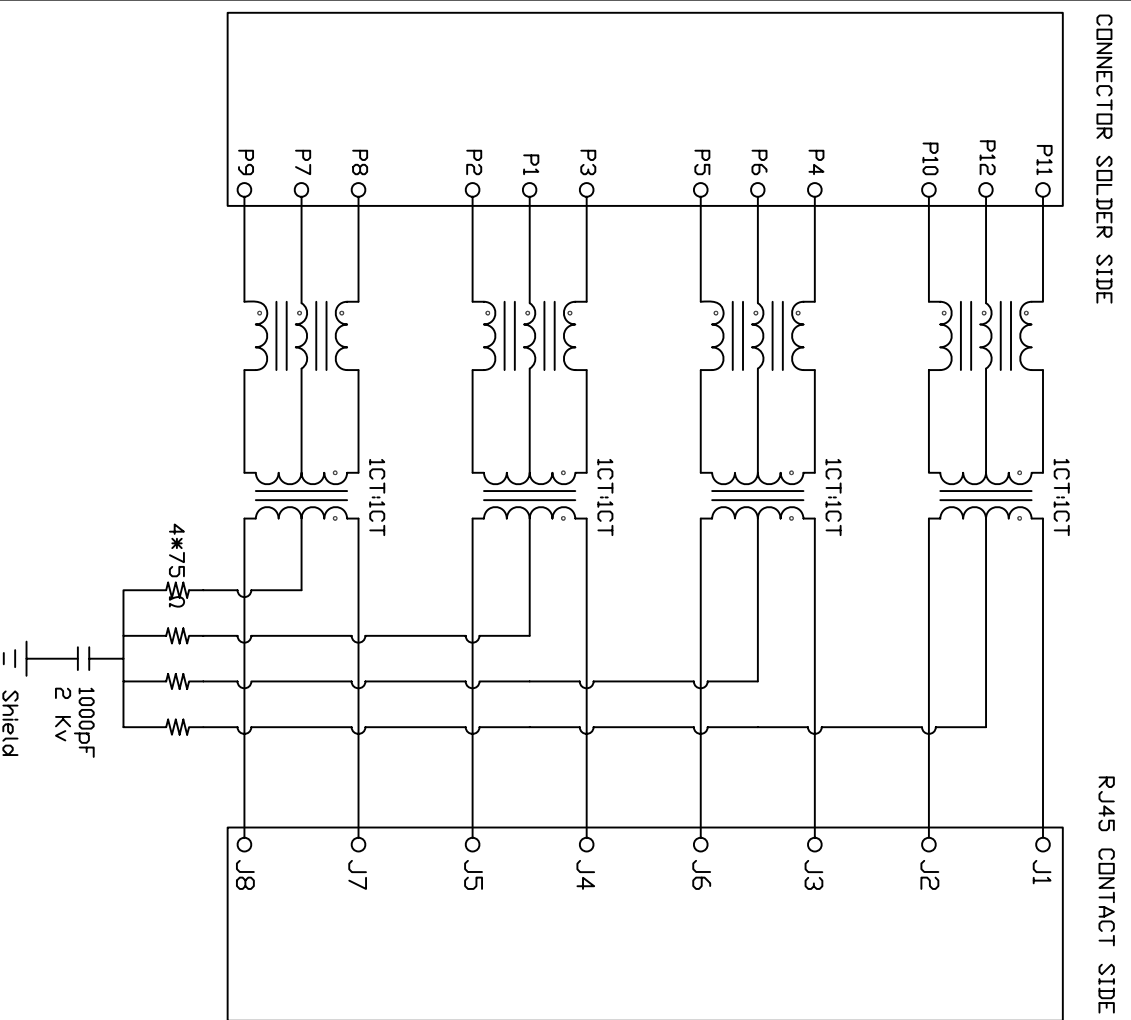 CONNECTOR SOLDER SIDE
P11
P12
P10
P4
P6
P5
P3
P1
P2
P8
P7
P9
1CT:1CT
1CT:1CT
1CT:1CT
1CT:1CT
4*75Ω
1000pF
2 Kv
Shield
RJ45 CONTACT SIDE
J1
J2
J3
J6
J4
J5
J7
J8